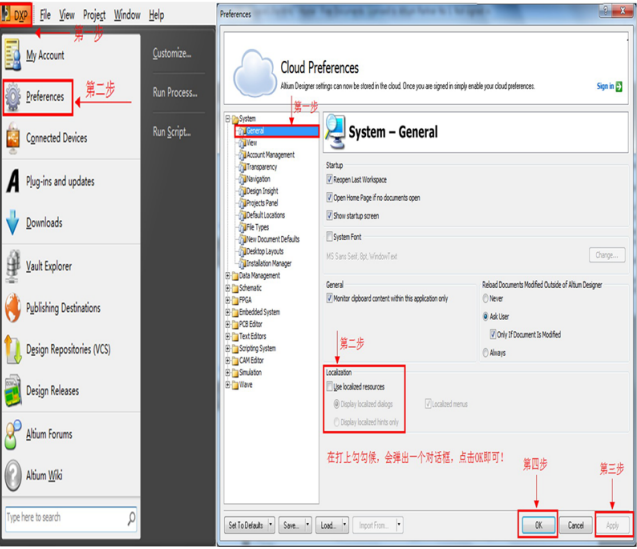 DXP File View Project Window Help
第一步
My Account
Customize...
Preferences
第二步
Run Process...
Connected Devices
Run Script...
Plug-ins and updates
Downloads
Vault Explorer
Publishing Destinations
Design Repositories (VCS)
Design Releases
Altium Forums
Altium Wiki
Type here to search
Preferences
Cloud Preferences
Altium Designer settings can now be stored in the cloud. Once you are signed in simply enable your cloud preferences.
Sign in
第一步
System
General
View
Account Management
Transparency
Navigation
Design Insight
Projects Panel
Default Locations
File Types
New Document Defaults
Desktop Layouts
Installation Manager
Data Management
Schematic
FPGA
Embedded System
PCB Editor
Text Editors
Scripting System
CAM Editor
Simulation
Wave
System – General
Startup
Reopen Last Workspace
Open Home Page if no documents open
Show startup screen
System Font
MS Sans Serif, 8pt, WindowText
Change...
General
Monitor clipboard content within this application only
Reload Documents Modified Outside of Altium Designer
Never
Ask User
Only If Document Is Modified
Always
第二步
Localization
Use localized resources
Display localized dialogs
Localized menus
Display localized hints only
在打上勾勾候，会弹出一个对话框，点击OK即可！
第四步
第三步
Set To Defaults
Save...
Load...
Import From...
OK
Cancel
Apply